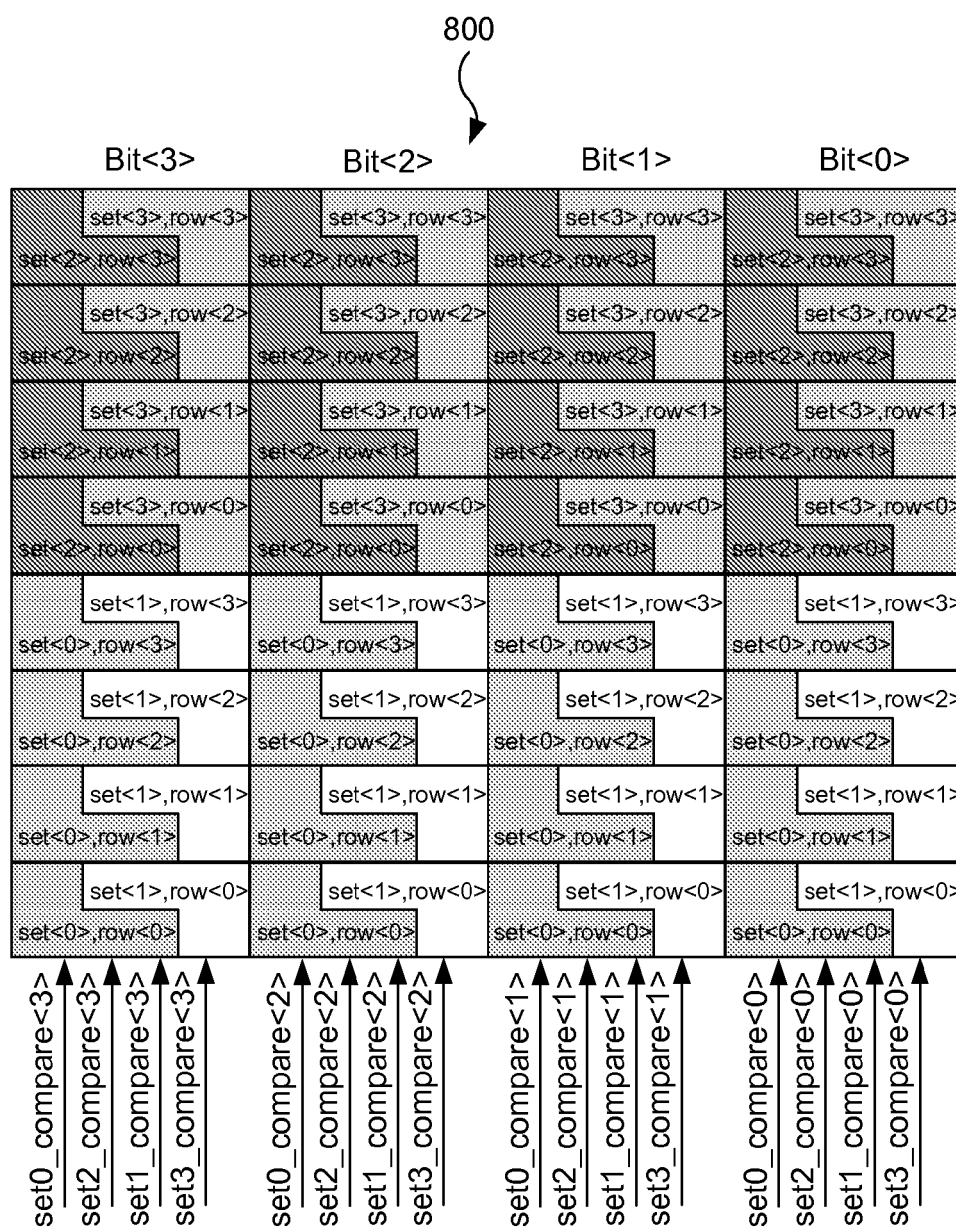 800
Bit<3> Bit<2> Bit<1> Bit<0>
set<3>,row<3> set<3>,row<3> set<3>,row<3> set<3>,row<3>
set<2>,row<3> set<2>,row<3> set<2>,row<3> set<2>,row<3>
set<3>,row<2> set<3>,row<2> set<3>,row<2> set<3>,row<2>
set<2>,row<2> set<2>,row<2> set<2>,row<2> set<2>,row<2>
set<3>,row<1> set<3>,row<1> set<3>,row<1> set<3>,row<1>
set<2>,row<1> set<2>,row<1> set<2>,row<1> set<2>,row<1>
set<3>,row<0> set<3>,row<0> set<3>,row<0> set<3>,row<0>
set<2>,row<0> set<2>,row<0> set<2>,row<0> set<2>,row<0>
set<1>,row<3> set<1>,row<3> set<1>,row<3> set<1>,row<3>
set<0>,row<3> set<0>,row<3> set<0>,row<3> set<0>,row<3>
set<1>,row<2> set<1>,row<2> set<1>,row<2> set<1>,row<2>
set<0>,row<2> set<0>,row<2> set<0>,row<2> set<0>,row<2>
set<1>,row<1> set<1>,row<1> set<1>,row<1> set<1>,row<1>
set<0>,row<1> set<0>,row<1> set<0>,row<1> set<0>,row<1>
set<1>,row<0> set<1>,row<0> set<1>,row<0> set<1>,row<0>
set<0>,row<0> set<0>,row<0> set<0>,row<0> set<0>,row<0>
set0_compare<3>
set2_compare<3>
set1_compare<3>
set3_compare<3>
set0_compare<2>
set2_compare<2>
set1_compare<2>
set3_compare<2>
set0_compare<1>
set2_compare<1>
set1_compare<1>
set3_compare<1>
set0_compare<0>
set2_compare<0>
set1_compare<0>
set3_compare<0>